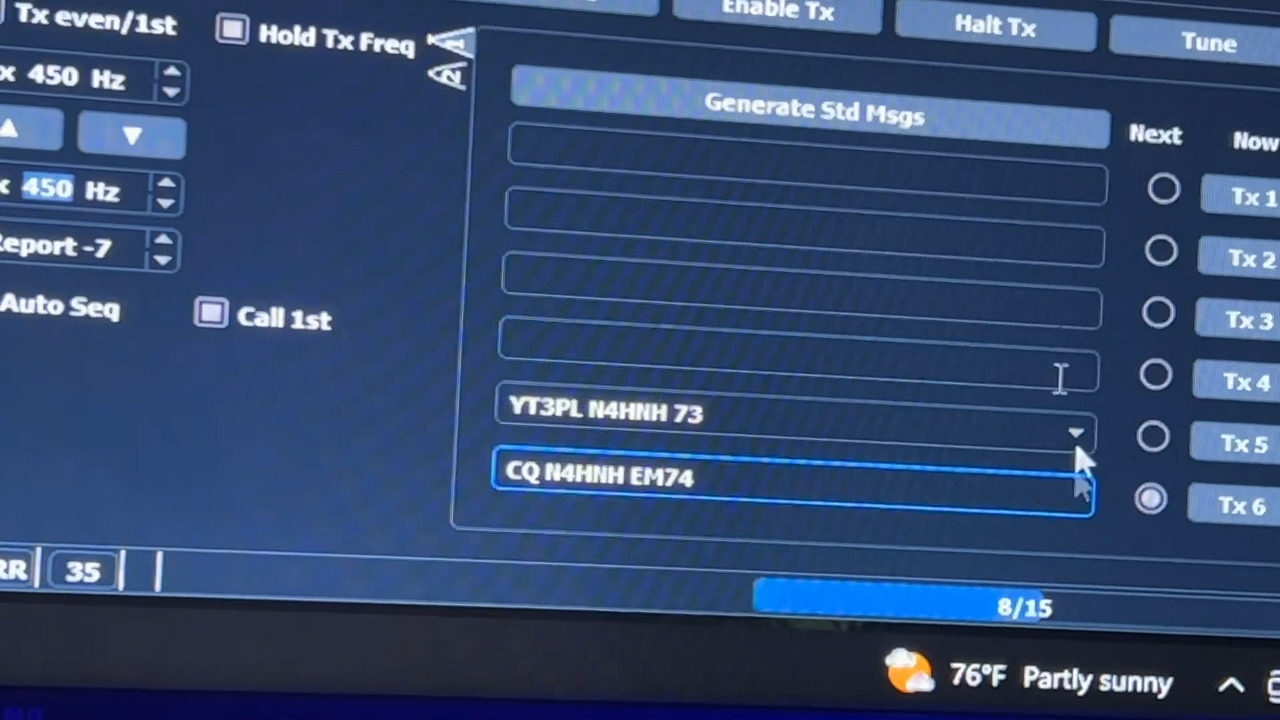 Tx even/1st
Hold Tx Freq
Enable Tx
Halt Tx
Tune
x 450 Hz
1
2
Generate Std Msgs
Next
Now
▲ ▼
450 Hz
Tx 1
Report -7
Tx 2
Auto Seq
Call 1st
Tx 3
Tx 4
YT3PL N4HNH 73
Tx 5
CQ N4HNH EM74
Tx 6
RR
35
8/15
76°F Partly sunny